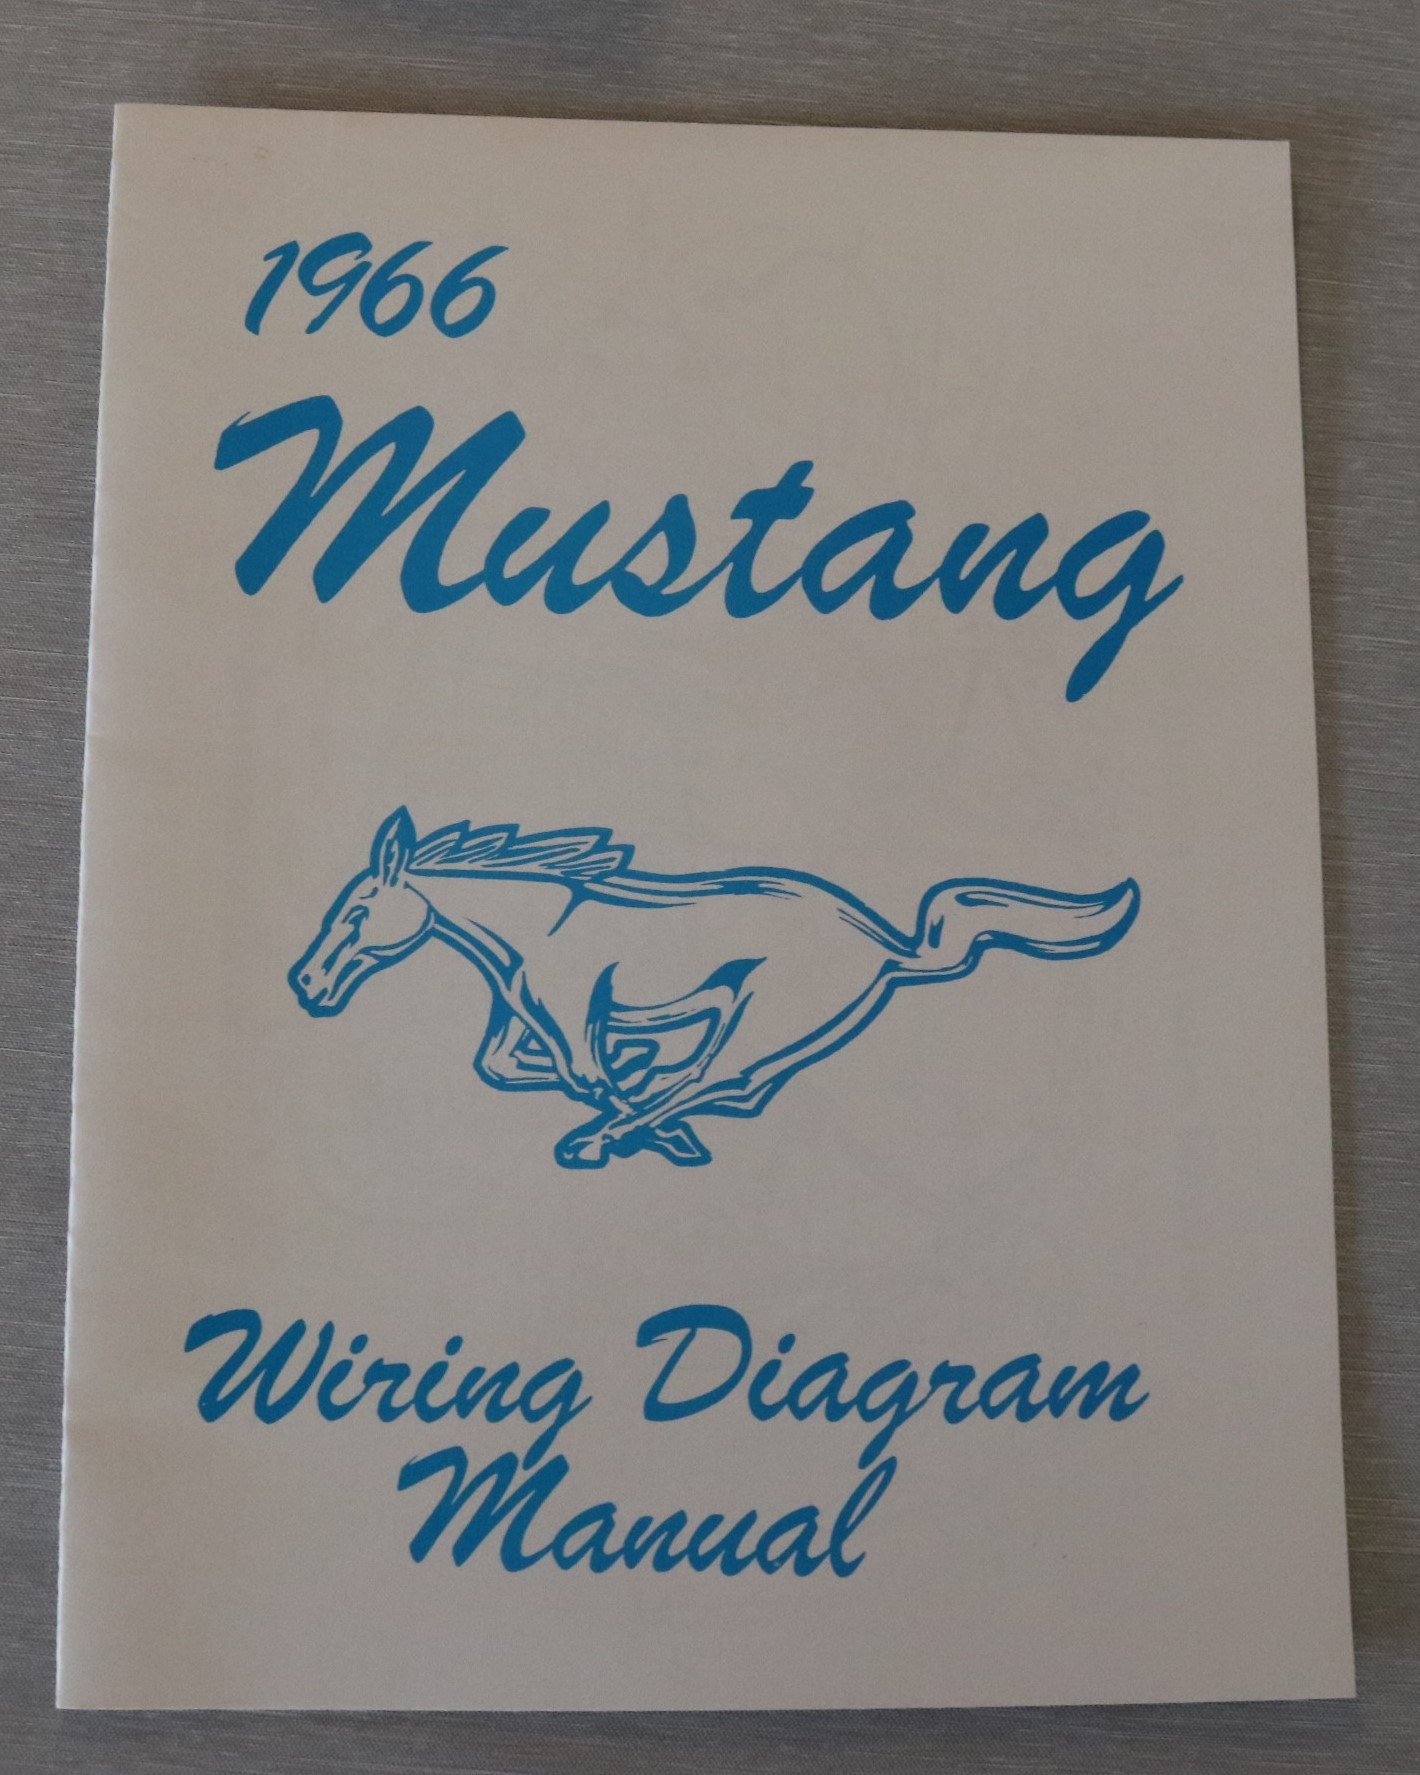 1966
Mustang
Wiring Diagram
Manual